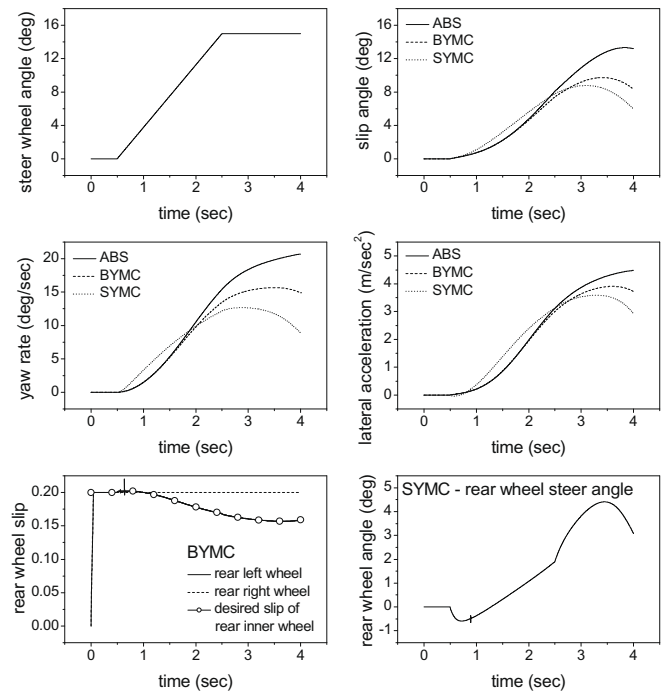 steer wheel angle (deg)
16
12
8
4
0
0 1 2 3 4
time (sec)
slip angle (deg)
16
12
8
4
0
ABS
BYMC
SYMC
0 1 2 3 4
time (sec)
yaw rate (deg/sec)
20
15
10
5
0
ABS
BYMC
SYMC
0 1 2 3 4
time (sec)
lateral acceleration (m/sec²)
5
4
3
2
1
0
ABS
BYMC
SYMC
0 1 2 3 4
time (sec)
rear wheel slip
0.20
0.15
0.10
0.05
0.00
BYMC
rear left wheel
rear right wheel
desired slip of
rear inner wheel
0 1 2 3 4
time (sec)
rear wheel angle (deg)
5
4
3
2
1
0
-1
SYMC - rear wheel steer angle
0 1 2 3 4
time (sec)